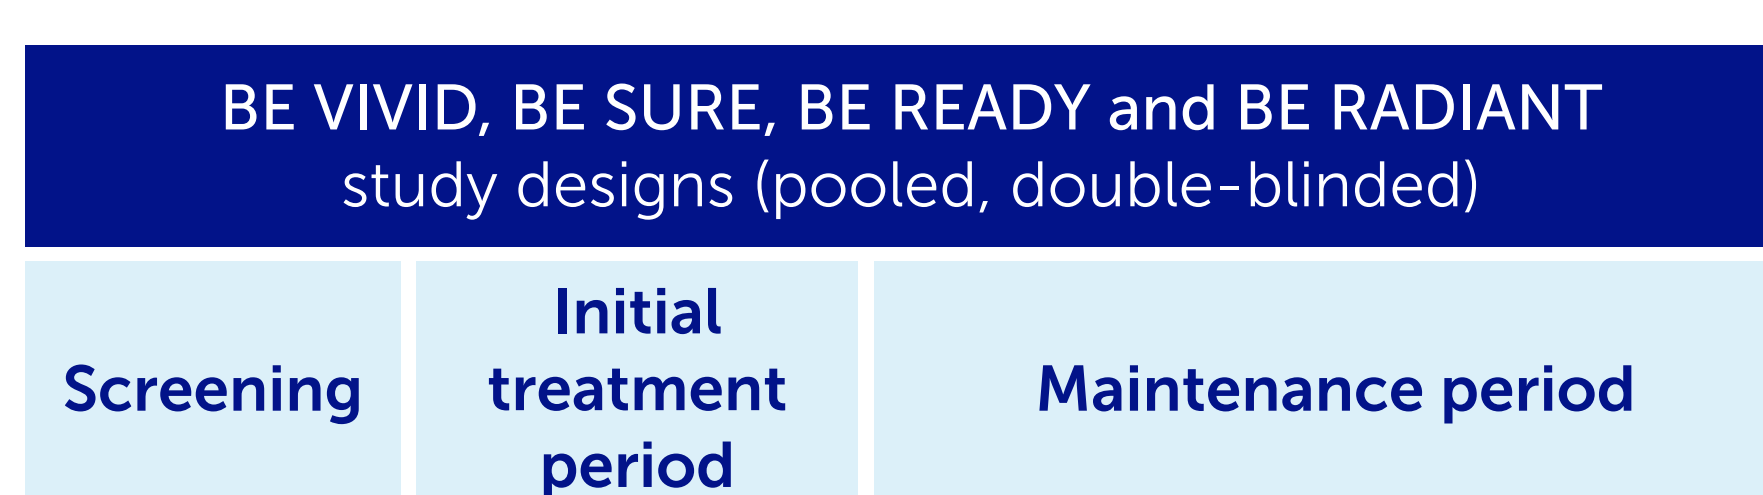 BE VIVID, BE SURE, BE READY and BE RADIANT
study designs (pooled, double-blinded)
Screening
Initial
treatment
period
Maintenance period